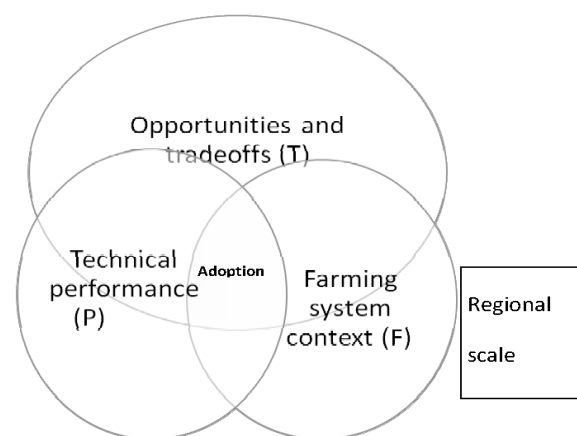 Opportunities and
tradeoffs (T)
Technical
performance
(P)
Adoption
Farming
system
context (F)
Regional
scale